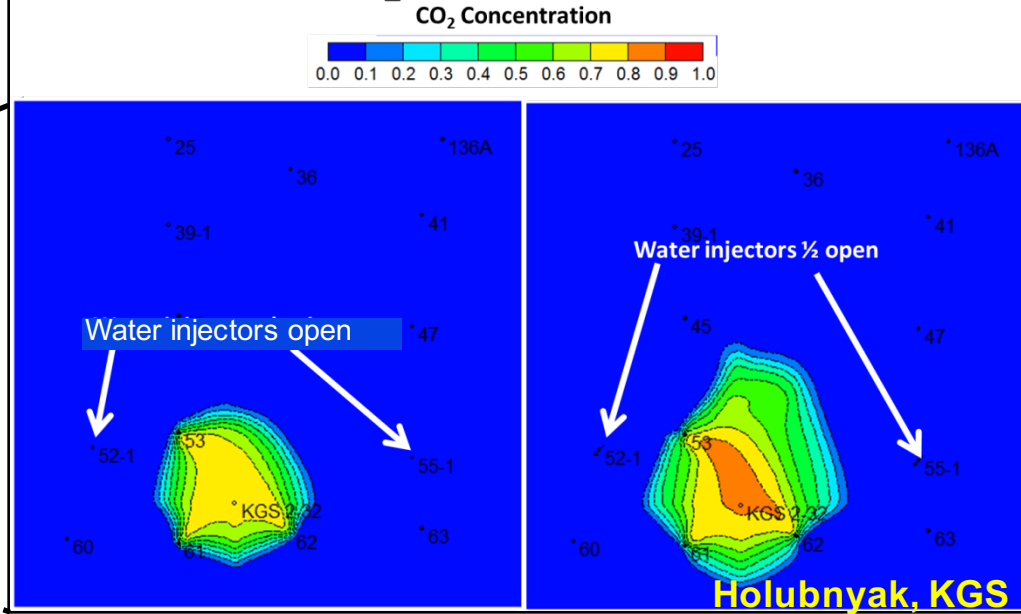 CO₂ Concentration
0.0 0.1 0.2 0.3 0.4 0.5 0.6 0.7 0.8 0.9 1.0
25
136A
36
39-1
41
Water injectors open
47
53
52-1
55-1
KGS 2-32
60
61
62
63
25
136A
36
39-1
41
Water injectors ½ open
45
47
53
52-1
55-1
KGS 2-32
60
61
62
63
Holubnyak, KGS